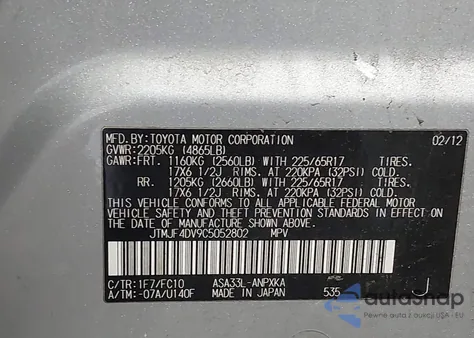 MFD.BY:TOYOTA MOTOR CORPORATION 02/12
GVWR:2205KG (4865LB)
GAWR:FRT. 1160KG (2560LB) WITH 225/65R17 TIRES.
17X6 1/2J RIMS. AT 220KPA (32PSI) COLD.
RR. 1205KG (2660LB) WITH 225/65R17 TIRES.
17X6 1/2J RIMS. AT 220KPA (32PSI) COLD.
THIS VEHICLE CONFORMS TO ALL APPLICABLE FEDERAL MOTOR
VEHICLE SAFETY STANDARDS IN EFFECT ON THE DATE
OF MANUFACTURE SHOWN ABOVE.
JTMJF4DV9C5052802 MPV
C/TR:1F7/FC10 ASA33L-ANPXKA J
A/TM:-07A/U140F MADE IN JAPAN 535
autosnap
Доставка авто з США / Європи